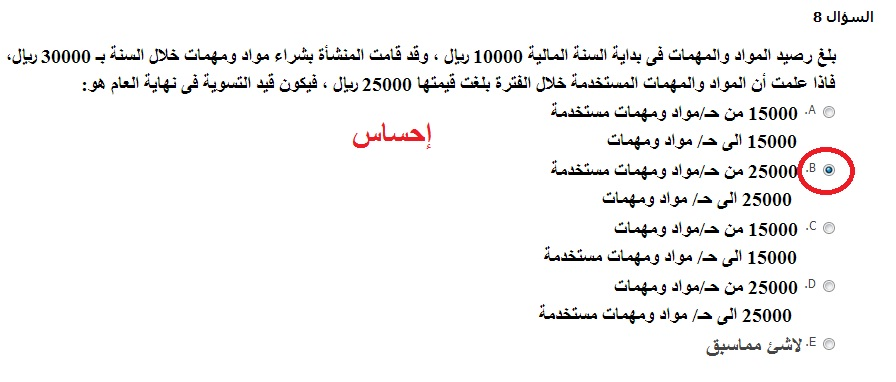 السؤال 8
بلغ رصيد المواد والمهمات فى بداية السنة المالية 10000 ريال ، وقد قامت المنشأة بشراء مواد ومهمات خلال السنة بـ 30000 ريال،
فاذا علمت أن المواد والمهمات المستخدمة خلال الفترة بلغت قيمتها 25000 ريال ، فيكون قيد التسوية فى نهاية العام هو:
A. 15000 من حـ/مواد ومهمات مستخدمة
15000 الى حـ/ مواد ومهمات
إحساس
B. 25000 من حـ/مواد ومهمات مستخدمة
25000 الى حـ/ مواد ومهمات
C. 15000 من حـ/مواد ومهمات
15000 الى حـ/ مواد ومهمات مستخدمة
D. 25000 من حـ/مواد ومهمات
25000 الى حـ/ مواد ومهمات مستخدمة
E. لاشئ مماسبق